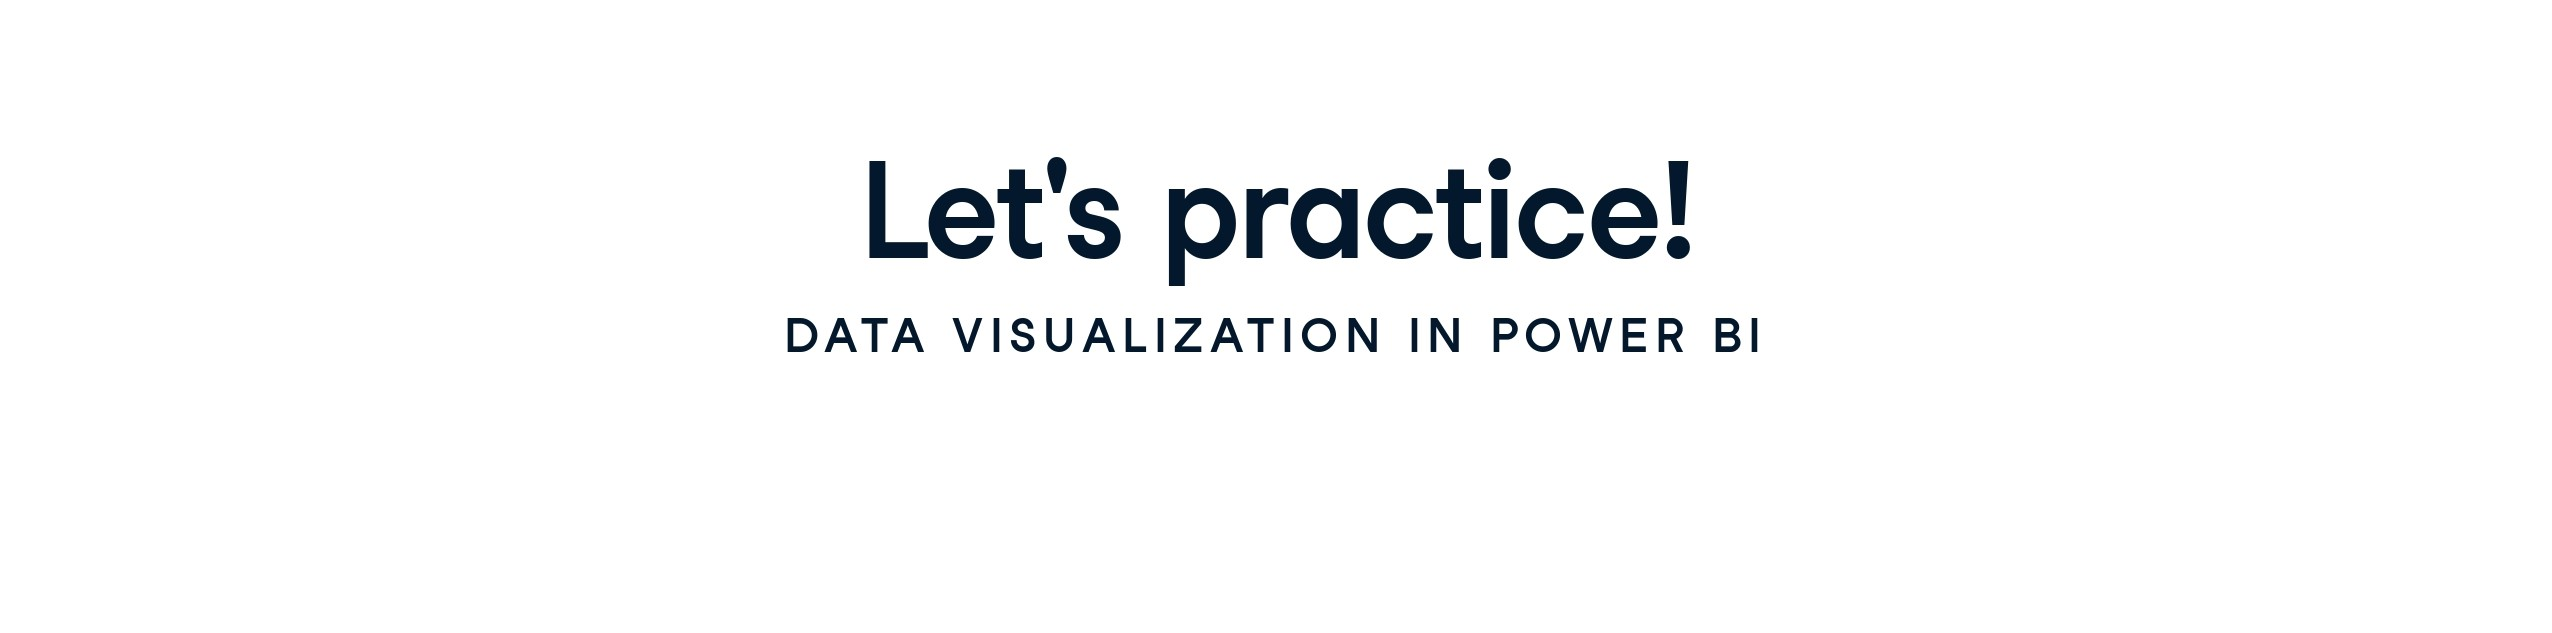 Let's practice!
DATA VISUALIZATION IN POWER BI